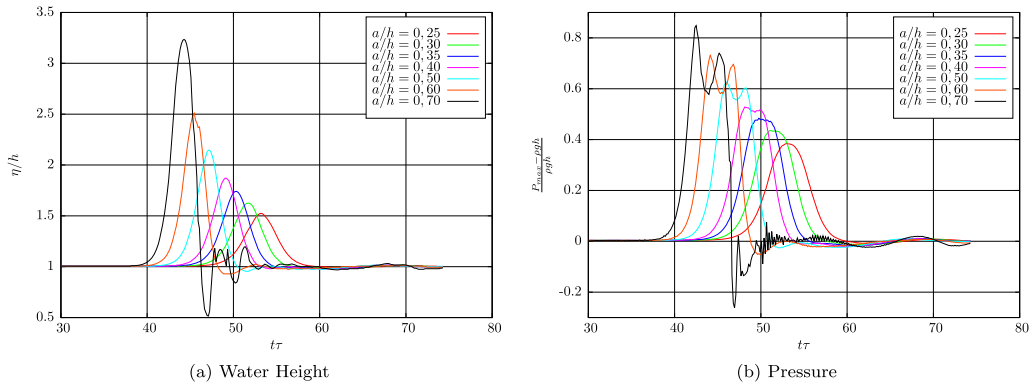 3.5
3
2.5
2
1.5
1
0.5
30
40
50
60
70
80
η/h
tτ
a/h = 0, 25
a/h = 0, 30
a/h = 0, 35
a/h = 0, 40
a/h = 0, 50
a/h = 0, 60
a/h = 0, 70
(a) Water Height
0.8
0.6
0.4
0.2
0
-0.2
30
40
50
60
70
80
P_max − ρgh
ρgh
tτ
a/h = 0, 25
a/h = 0, 30
a/h = 0, 35
a/h = 0, 40
a/h = 0, 50
a/h = 0, 60
a/h = 0, 70
(b) Pressure